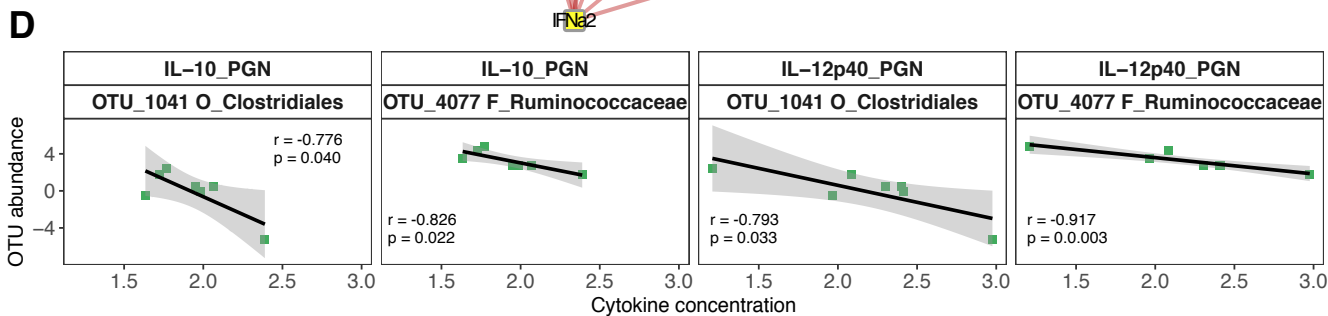 D
IFNa2
IL−10_PGN
IL−10_PGN
IL−12p40_PGN
IL−12p40_PGN
OTU_1041 O_Clostridiales
OTU_4077 F_Ruminococcaceae
OTU_1041 O_Clostridiales
OTU_4077 F_Ruminococcaceae
OTU abundance
4
0
−4
r = -0.776
p = 0.040
r = -0.826
p = 0.022
r = -0.793
p = 0.033
r = -0.917
p = 0.0.003
1.5 2.0 2.5 3.0
1.5 2.0 2.5 3.0
1.5 2.0 2.5 3.0
1.5 2.0 2.5 3.0
Cytokine concentration